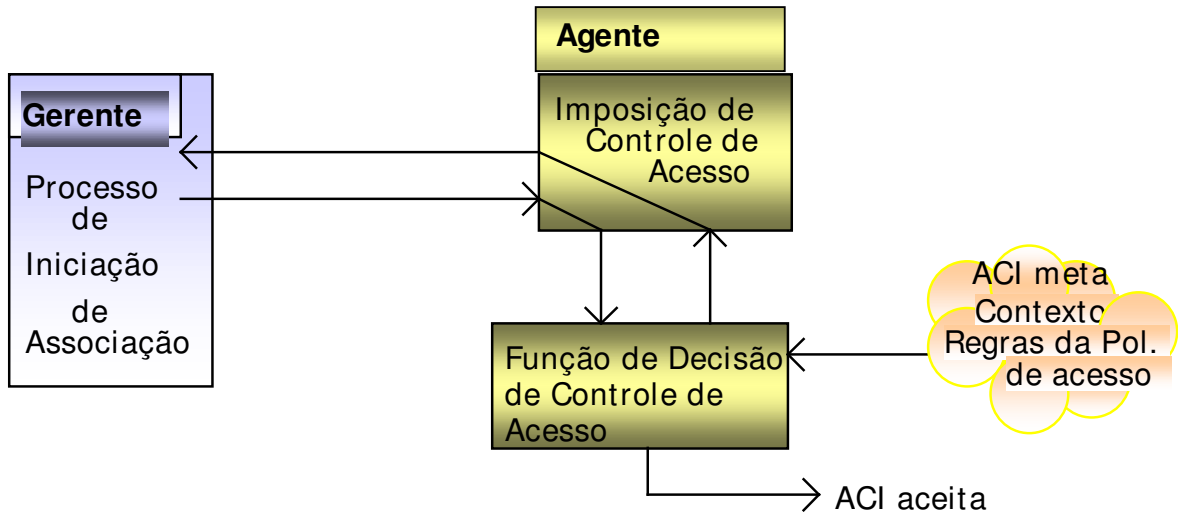 Agente
Gerente
Processo
de
Iniciação
de
Associação
Imposição de
Controle de
Acesso
Função de Decisão
de Controle de
Acesso
ACI meta
Contexto
Regras da Pol.
de acesso
ACI aceita